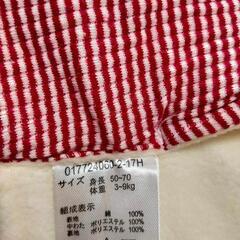 017724060-2-17H
サイズ 身長 50~70
体重 3~9kg
組成表示
表地 綿 100%
中わた ポリエステル 100%
裏地 ポリエステル 100%